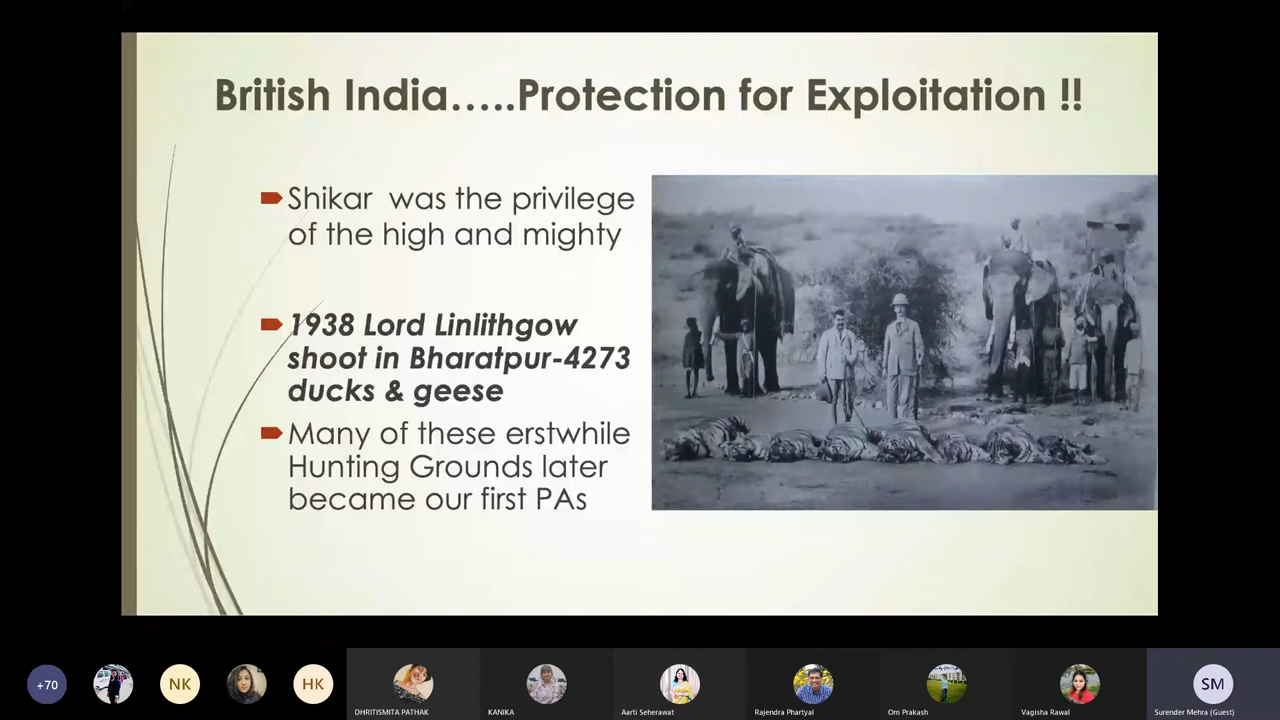 British India.....Protection for Exploitation !!
Shikar was the privilege
of the high and mighty
1938 Lord Linlithgow
shoot in Bharatpur-4273
ducks & geese
Many of these erstwhile
Hunting Grounds later
became our first PAs
+70
NK
HK
SM
DHRITISMITA PATHAK
KANIKA
Aarti Seherawat
Rajendra Phartyal
Om Prakash
Vagisha Rawal
Surender Mehra (Guest)